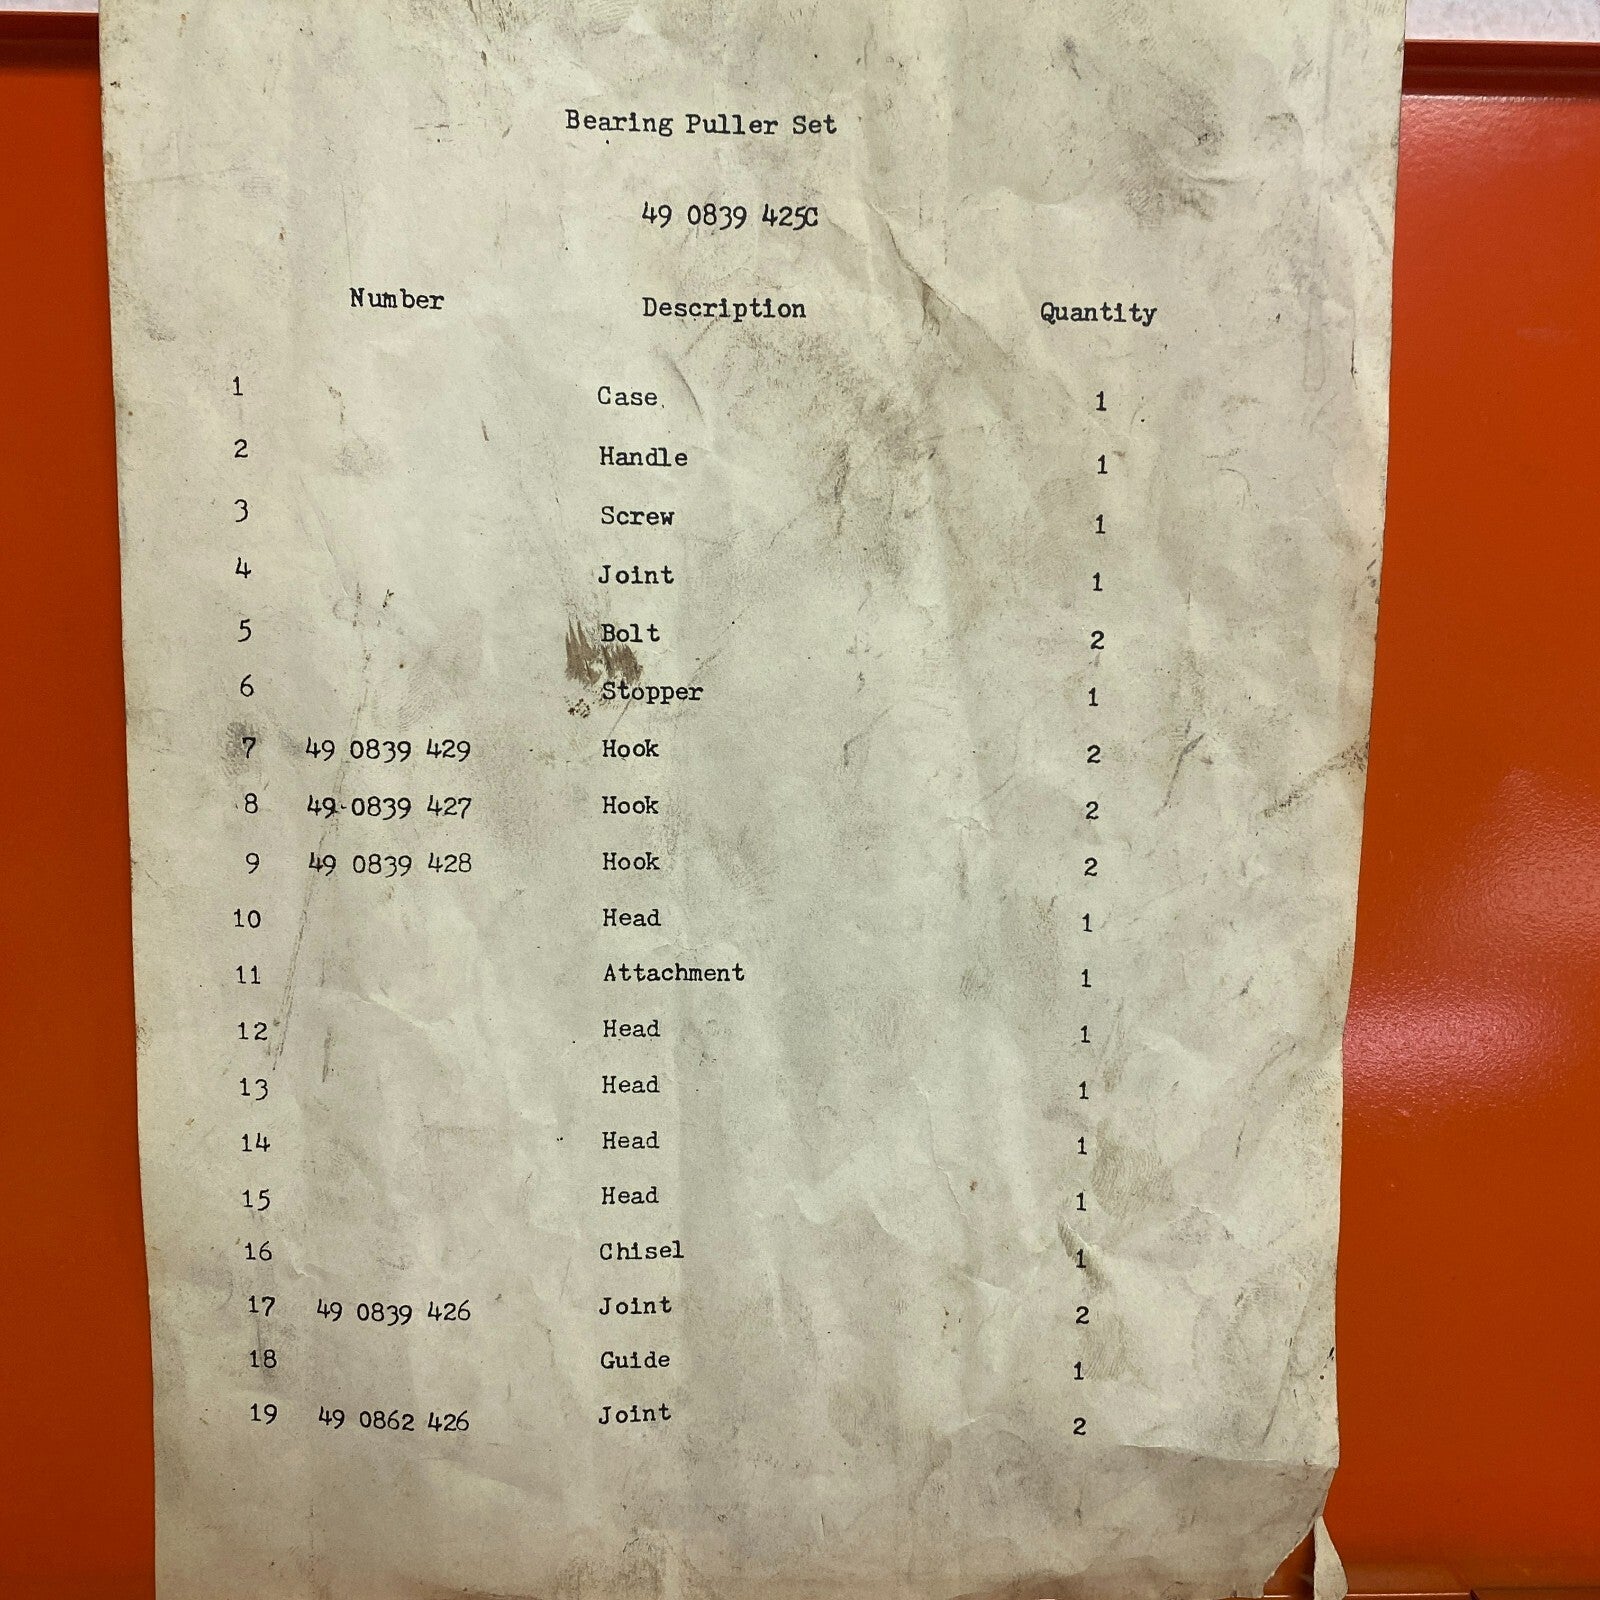 Bearing Puller Set
49 0839 425C
Number Description Quantity
1 Case 1
2 Handle 1
3 Screw 1
4 Joint 1
5 Bolt 2
6 Stopper 1
7 49 0839 429 Hook 2
8 49 0839 427 Hook 2
9 49 0839 428 Hook 2
10 Head 1
11 Attachment 1
12 Head 1
13 Head 1
14 Head 1
15 Head 1
16 Chisel 1
17 49 0839 426 Joint 2
18 Guide 1
19 49 0862 426 Joint 2